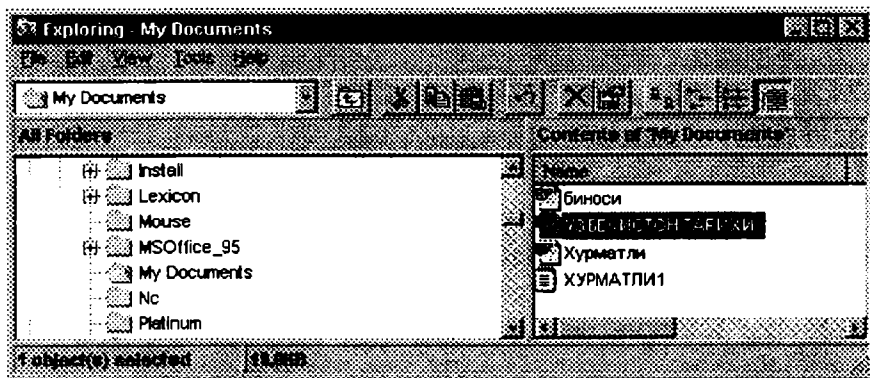 Exploring - My Documents
File Edit View Tools Help
My Documents
All Folders
Contents of "My Documents"
Name
Install
Lexicon
Mouse
MSOffice_95
My Documents
Nc
Platinum
биноси
УЗБЕКИСТОН ТАРИХИ
Хурматли
ХУРМАТЛИ1
1 object(s) selected